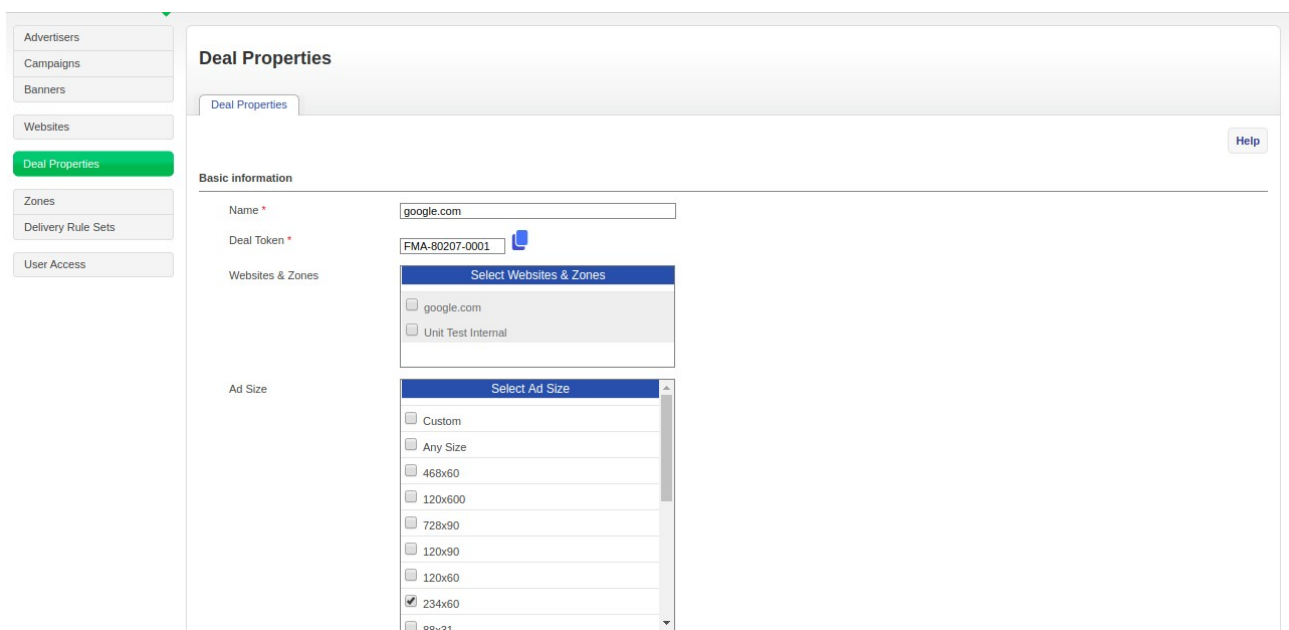 Advertisers
Campaigns
Banners
Websites
Deal Properties
Zones
Delivery Rule Sets
User Access
Deal Properties
Deal Properties
Help
Basic information
Name * google.com
Deal Token * FMA-80207-0001
Websites & Zones Select Websites & Zones
google.com
Unit Test Internal
Ad Size Select Ad Size
Custom
Any Size
468x60
120x600
728x90
120x90
120x60
234x60
88x31